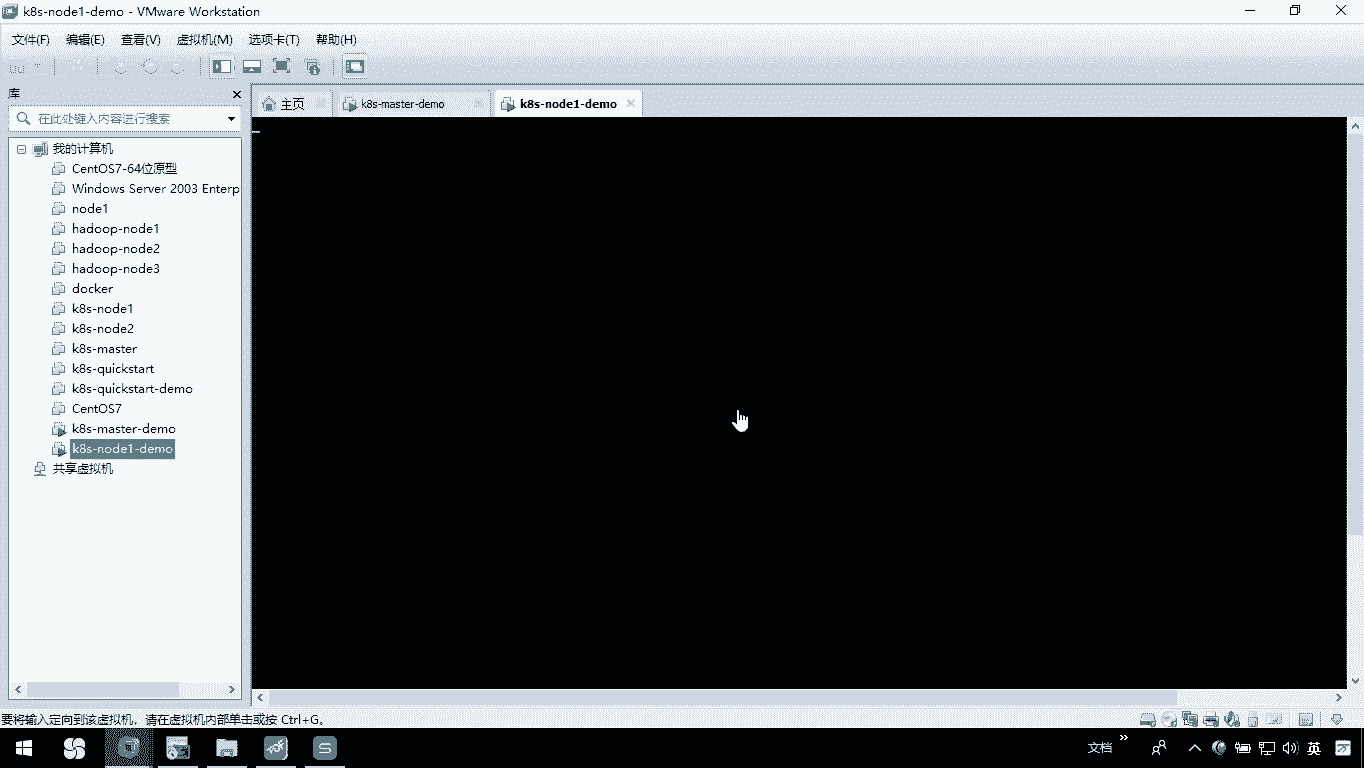 k8s-node1-demo - VMware Workstation
文件(F) 编辑(E) 查看(V) 虚拟机(M) 选项卡(T) 帮助(H)
库
在此处键入内容进行搜索
主页 k8s-master-demo k8s-node1-demo
我的计算机
CentOS7-64位原型
Windows Server 2003 Enterp
node1
hadoop-node1
hadoop-node2
hadoop-node3
docker
k8s-node1
k8s-node2
k8s-master
k8s-quickstart
k8s-quickstart-demo
CentOS7
k8s-master-demo
k8s-node1-demo
共享虚拟机
要将输入定向到该虚拟机，请在虚拟机内部单击或按 Ctrl+G。
文档 英